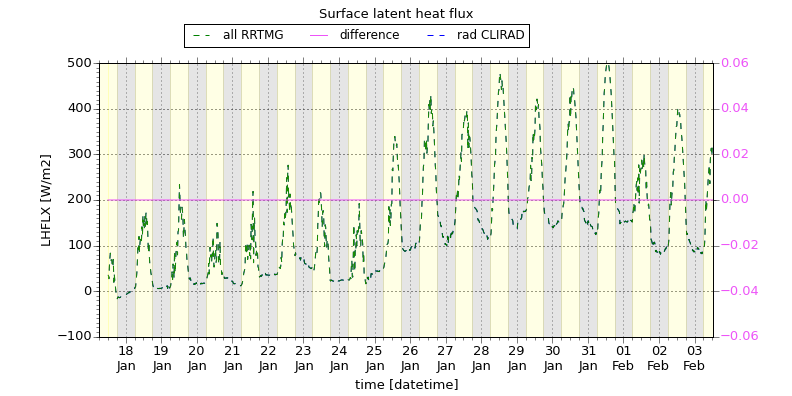 Surface latent heat flux
all RRTMG difference rad CLIRAD
500 0.06
400 0.04
300 0.02
200 0.00
100 −0.02
0 −0.04
−100 −0.06
LHFLX [W/m2]
18 19 20 21 22 23 24 25 26 27 28 29 30 31 01 02 03
Jan Jan Jan Jan Jan Jan Jan Jan Jan Jan Jan Jan Jan Jan Feb Feb Feb
time [datetime]